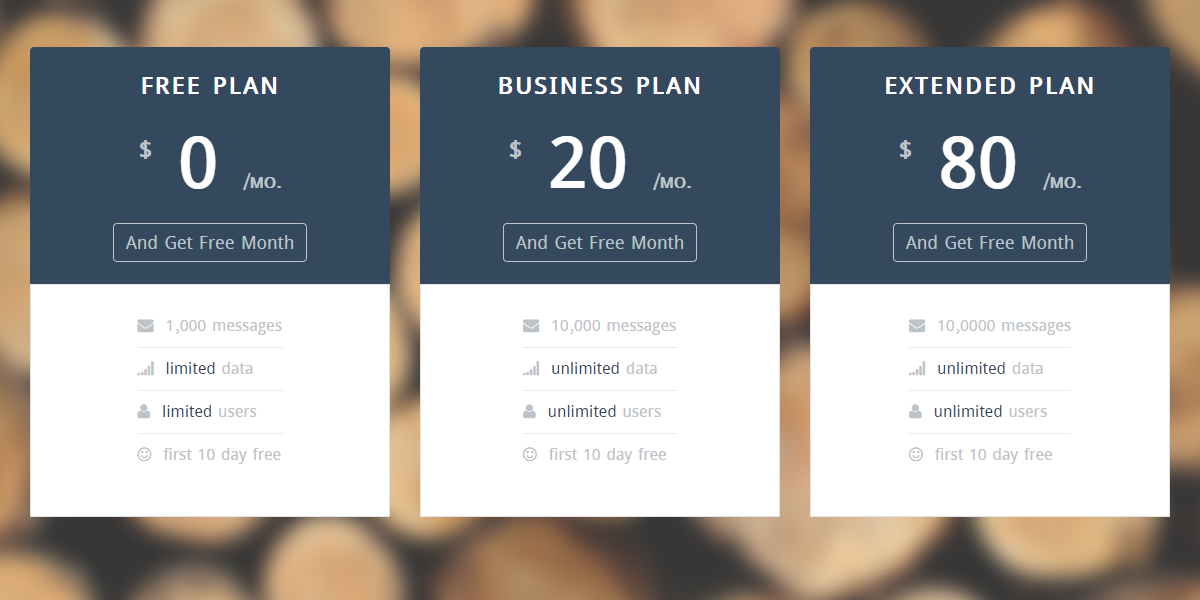 FREE PLAN
$ 0 /MO.
And Get Free Month
1,000 messages
limited data
limited users
first 10 day free
BUSINESS PLAN
$ 20 /MO.
And Get Free Month
10,000 messages
unlimited data
unlimited users
first 10 day free
EXTENDED PLAN
$ 80 /MO.
And Get Free Month
10,0000 messages
unlimited data
unlimited users
first 10 day free